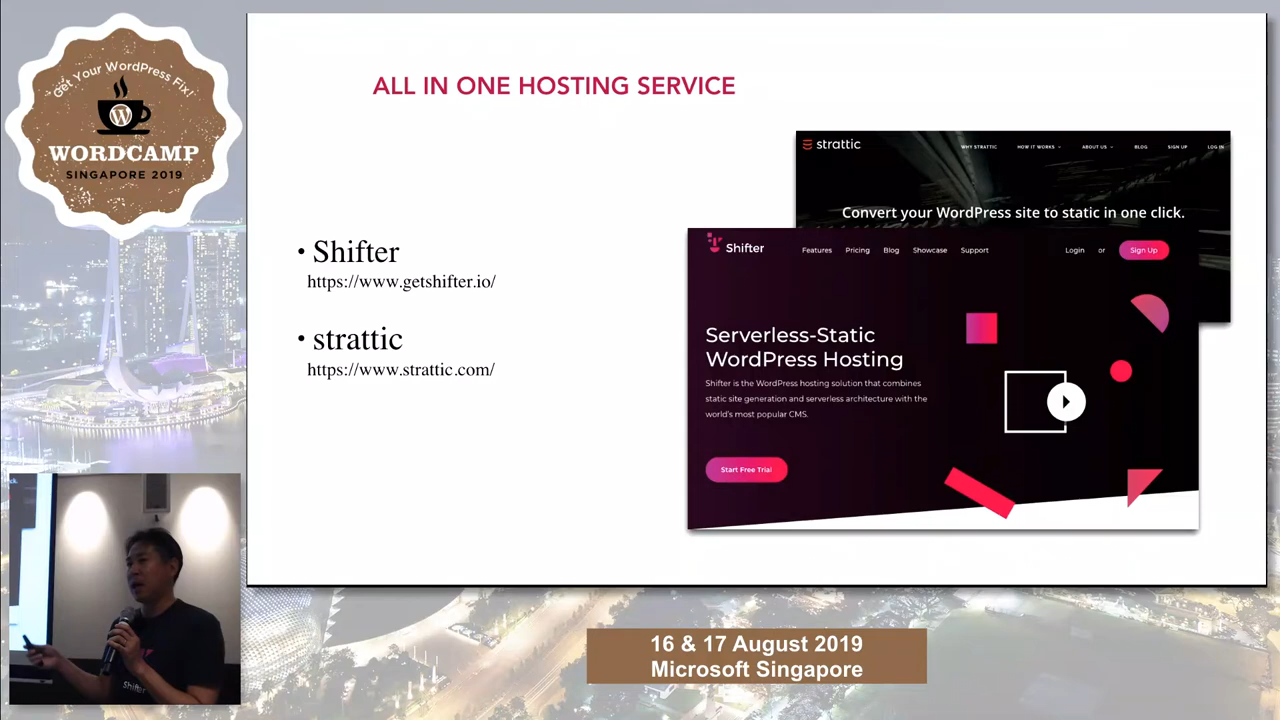 Get Your WordPress Fix!
WORDCAMP
SINGAPORE 2019
ALL IN ONE HOSTING SERVICE
• Shifter
https://www.getshifter.io/
• strattic
https://www.strattic.com/
strattic
WHY STRATTIC HOW IT WORKS ABOUT US BLOG SIGN UP LOG IN
Convert your WordPress site to static in one click.
Shifter
Features Pricing Blog Showcase Support Login or Sign Up
Serverless-Static
WordPress Hosting
Shifter is the WordPress hosting solution that combines
static site generation and serverless architecture with the
world's most popular CMS.
Start Free Trial
Shifter
16 & 17 August 2019
Microsoft Singapore